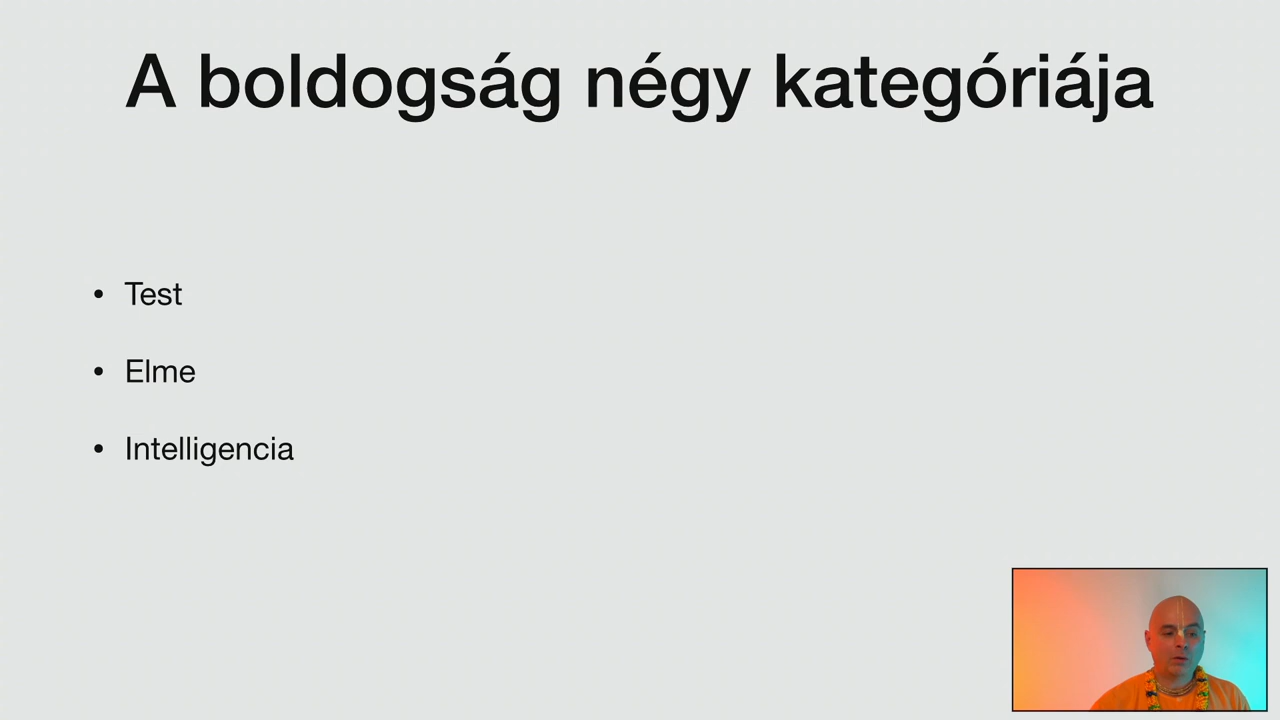 A boldogság négy kategóriája
• Test
• Elme
• Intelligencia